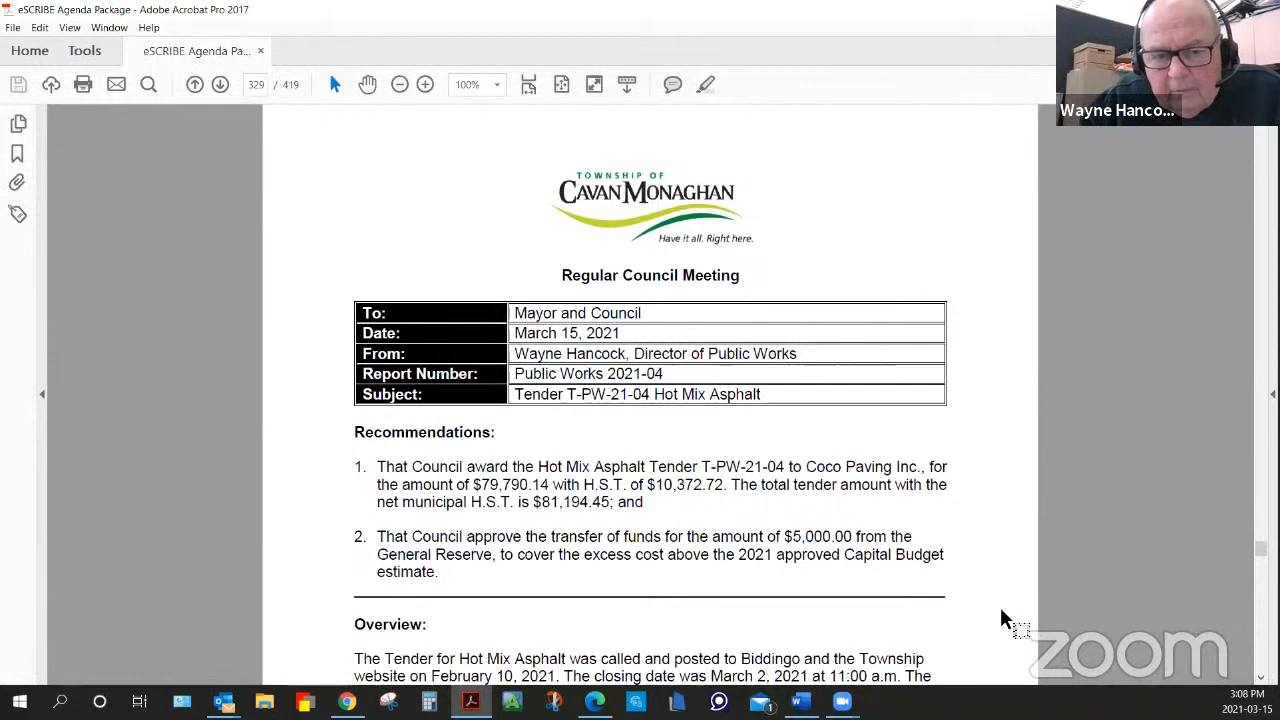 eSCRIBE Agenda Package - Adobe Acrobat Pro 2017
File Edit View Window Help
Home Tools eSCRIBE Agenda Pa... ×
329 / 419 100%
Wayne Hanco...
TOWNSHIP OF
CAVAN MONAGHAN
Have it all. Right here.
Regular Council Meeting
To: Mayor and Council
Date: March 15, 2021
From: Wayne Hancock, Director of Public Works
Report Number: Public Works 2021-04
Subject: Tender T-PW-21-04 Hot Mix Asphalt
Recommendations:
1. That Council award the Hot Mix Asphalt Tender T-PW-21-04 to Coco Paving Inc., for
the amount of $79,790.14 with H.S.T. of $10,372.72. The total tender amount with the
net municipal H.S.T. is $81,194.45; and
2. That Council approve the transfer of funds for the amount of $5,000.00 from the
General Reserve, to cover the excess cost above the 2021 approved Capital Budget
estimate.
Overview:
The Tender for Hot Mix Asphalt was called and posted to Biddingo and the Township
website on February 10, 2021. The closing date was March 2, 2021 at 11:00 a.m. The
zoom
3:08 PM
2021-03-15